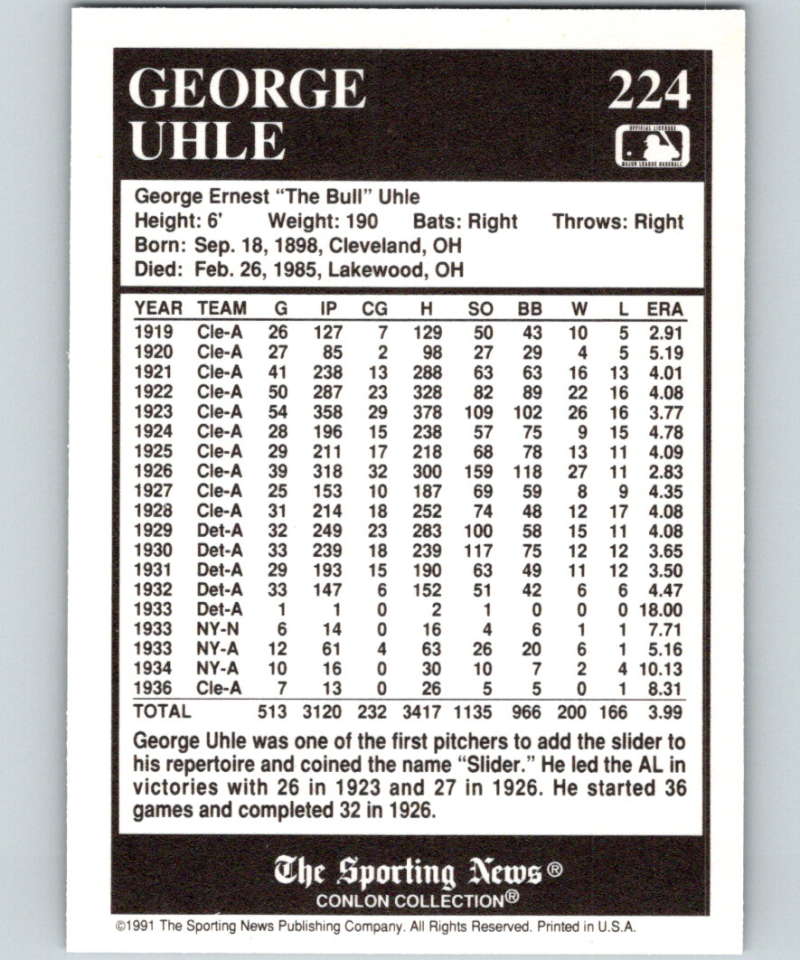 GEORGE 224
UHLE
OFFICIAL LICENSEE
MAJOR LEAGUE BASEBALL
George Ernest "The Bull" Uhle
Height: 6' Weight: 190 Bats: Right Throws: Right
Born: Sep. 18, 1898, Cleveland, OH
Died: Feb. 26, 1985, Lakewood, OH
YEAR TEAM G IP CG H SO BB W L ERA
1919 Cle-A 26 127 7 129 50 43 10 5 2.91
1920 Cle-A 27 85 2 98 27 29 4 5 5.19
1921 Cle-A 41 238 13 288 63 63 16 13 4.01
1922 Cle-A 50 287 23 328 82 89 22 16 4.08
1923 Cle-A 54 358 29 378 109 102 26 16 3.77
1924 Cle-A 28 196 15 238 57 75 9 15 4.78
1925 Cle-A 29 211 17 218 68 78 13 11 4.09
1926 Cle-A 39 318 32 300 159 118 27 11 2.83
1927 Cle-A 25 153 10 187 69 59 8 9 4.35
1928 Cle-A 31 214 18 252 74 48 12 17 4.08
1929 Det-A 32 249 23 283 100 58 15 11 4.08
1930 Det-A 33 239 18 239 117 75 12 12 3.65
1931 Det-A 29 193 15 190 63 49 11 12 3.50
1932 Det-A 33 147 6 152 51 42 6 6 4.47
1933 Det-A 1 1 0 2 1 0 0 0 18.00
1933 NY-N 6 14 0 16 4 6 1 1 7.71
1933 NY-A 12 61 4 63 26 20 6 1 5.16
1934 NY-A 10 16 0 30 10 7 2 4 10.13
1936 Cle-A 7 13 0 26 5 5 0 1 8.31
TOTAL 513 3120 232 3417 1135 966 200 166 3.99
George Uhle was one of the first pitchers to add the slider to
his repertoire and coined the name "Slider." He led the AL in
victories with 26 in 1923 and 27 in 1926. He started 36
games and completed 32 in 1926.
The Sporting News®
CONLON COLLECTION®
©1991 The Sporting News Publishing Company. All Rights Reserved. Printed in U.S.A.